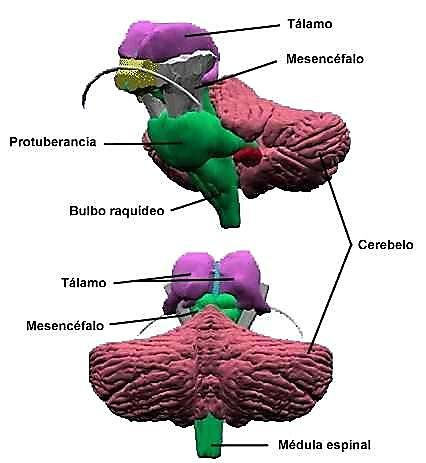 Tálamo
Mesencéfalo
Protuberancia
Bulbo raquídeo
Cerebelo
Tálamo
Mesencéfalo
Médula espinal